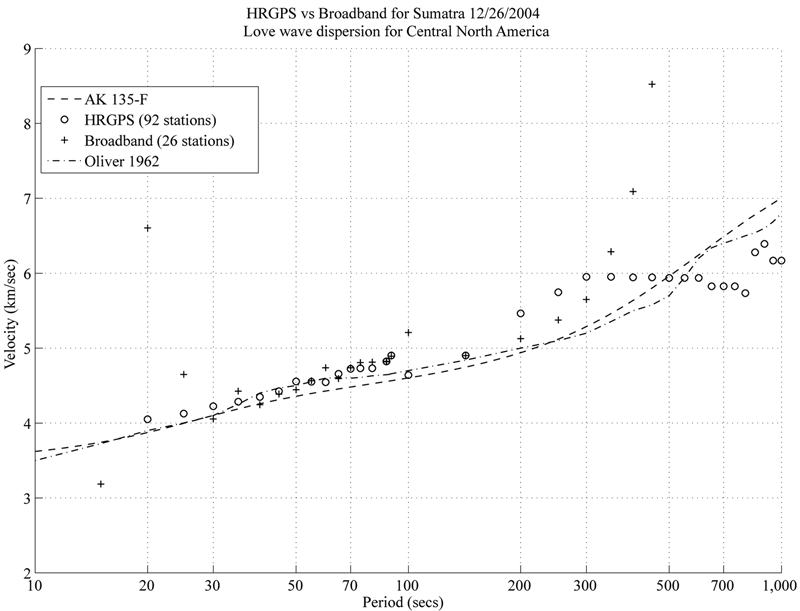 HRGPS vs Broadband for Sumatra 12/26/2004
Love wave dispersion for Central North America
9
8
7
6
5
4
3
2
Velocity (km/sec)
AK 135-F
HRGPS (92 stations)
Broadband (26 stations)
Oliver 1962
10 20 30 50 70 100 200 300 500 700 1,000
Period (secs)